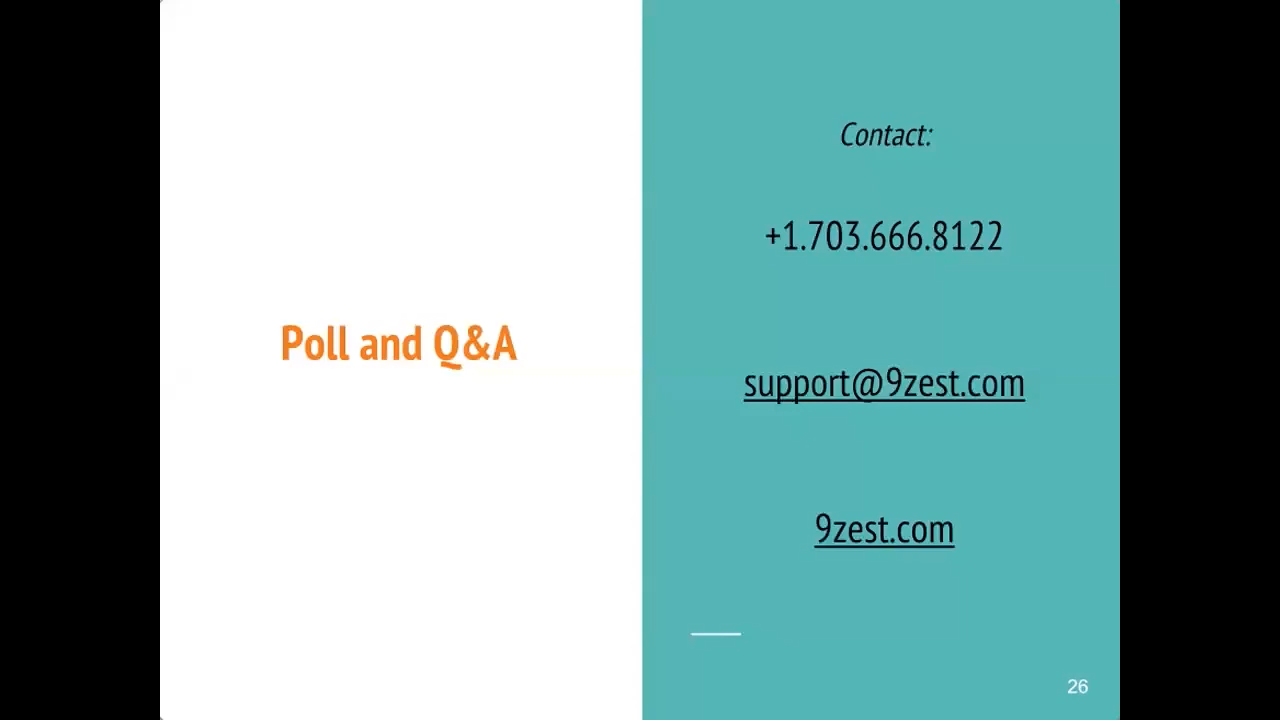 Poll and Q&A
Contact:
+1.703.666.8122
support@9zest.com
9zest.com
26